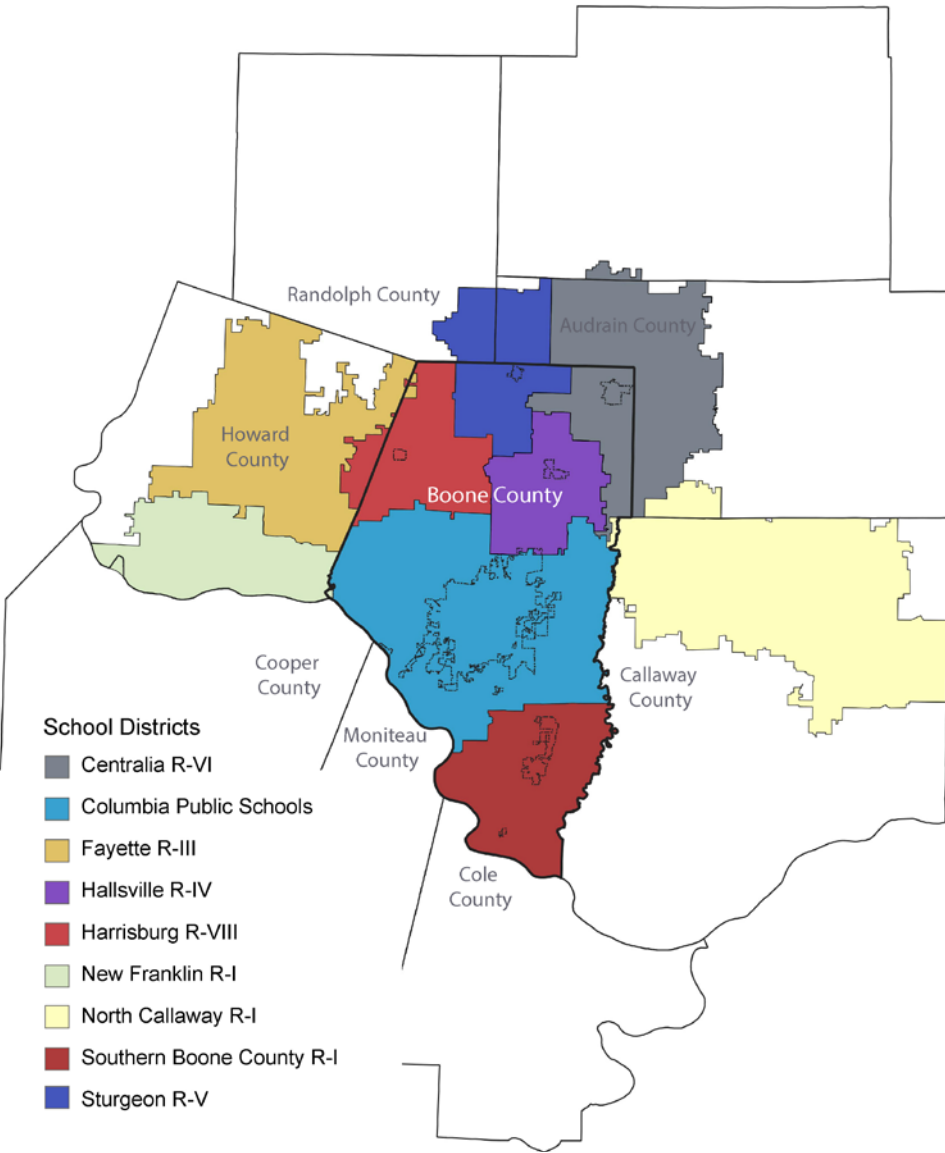 Randolph County
Audrain County
Howard
County
Boone County
Cooper
County
Callaway
County
Moniteau
County
Cole
County
School Districts
Centralia R-VI
Columbia Public Schools
Fayette R-III
Hallsville R-IV
Harrisburg R-VIII
New Franklin R-I
North Callaway R-I
Southern Boone County R-I
Sturgeon R-V